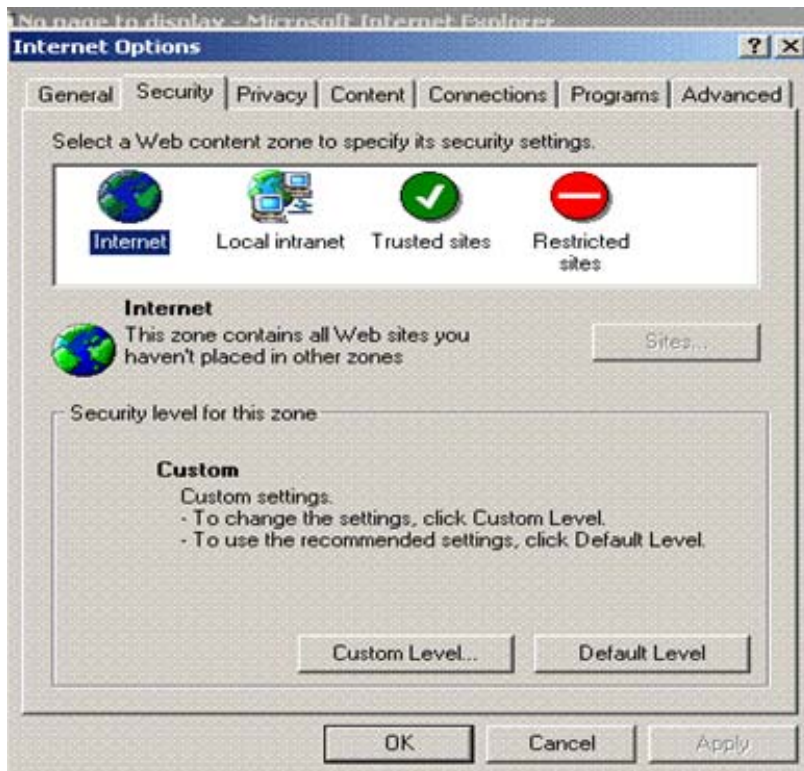 No page to display - Microsoft Internet Explorer
Internet Options
General Security Privacy Content Connections Programs Advanced
Select a Web content zone to specify its security settings.
Internet Local intranet Trusted sites Restricted sites
Internet
This zone contains all Web sites you
haven't placed in other zones
Sites...
Security level for this zone
Custom
Custom settings.
- To change the settings, click Custom Level.
- To use the recommended settings, click Default Level.
Custom Level... Default Level
OK Cancel Apply